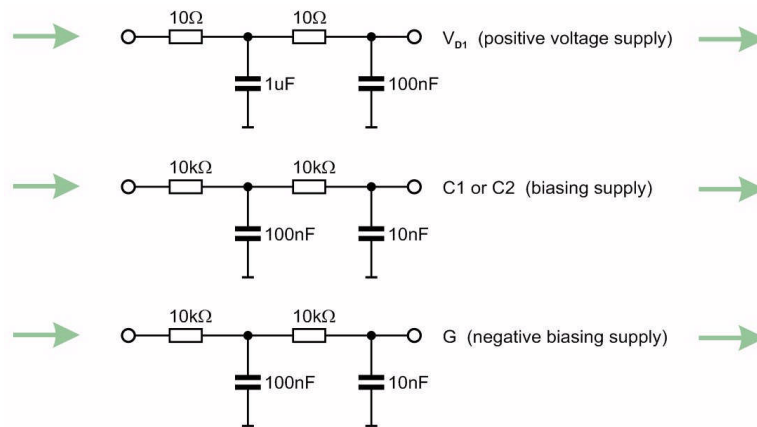 10Ω 10Ω
V_D1 (positive voltage supply)
1uF 100nF
10kΩ 10kΩ
C1 or C2 (biasing supply)
100nF 10nF
10kΩ 10kΩ
G (negative biasing supply)
100nF 10nF